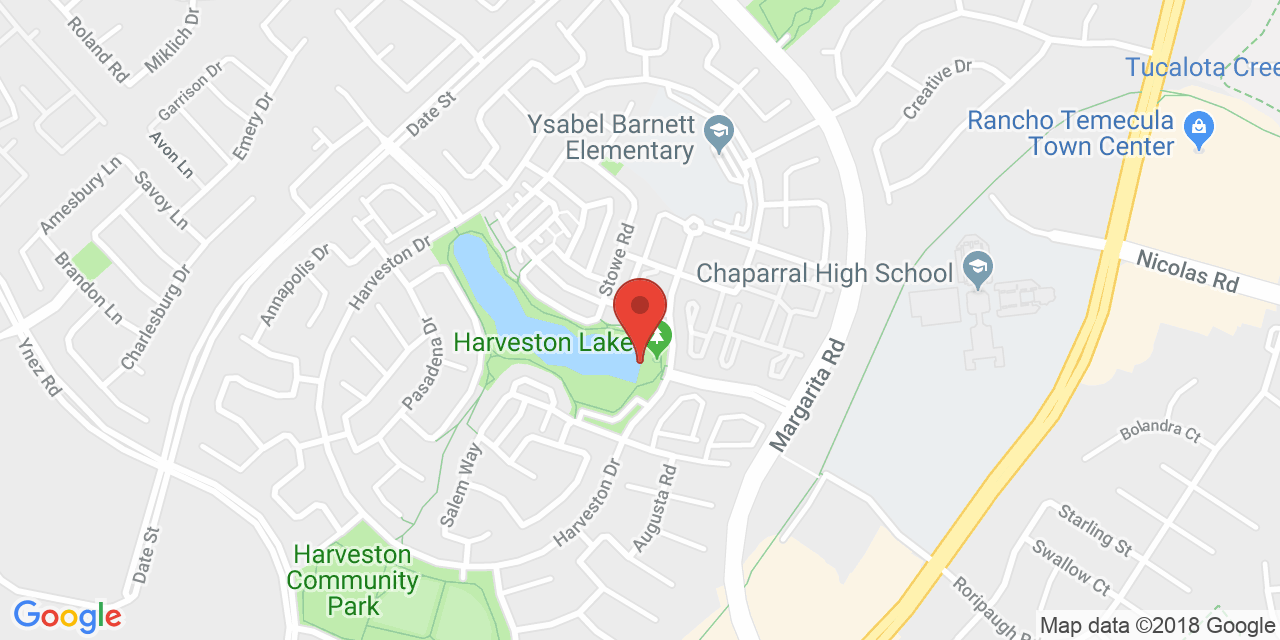 Roland Rd
Miklich Dr
Garrison Dr
Avon Ln
Emery Dr
Date St
Amesbury Ln
Savoy Ln
Brandon Ln
Charlesburg Dr
Annapolis Dr
Harveston Dr
Pasadena Dr
Ynez Rd
Date St
Ysabel Barnett
Elementary
Stowe Rd
Creative Dr
Tucalota Cree
Rancho Temecula
Town Center
Chaparral High School
Nicolas Rd
Harveston Lake
Margarita Rd
Bolandra Ct
Salem Way
Harveston Dr
Augusta Rd
Starling St
Swallow Ct
Roripaugh R
Harveston
Community
Park
Google
Map data ©2018 Google